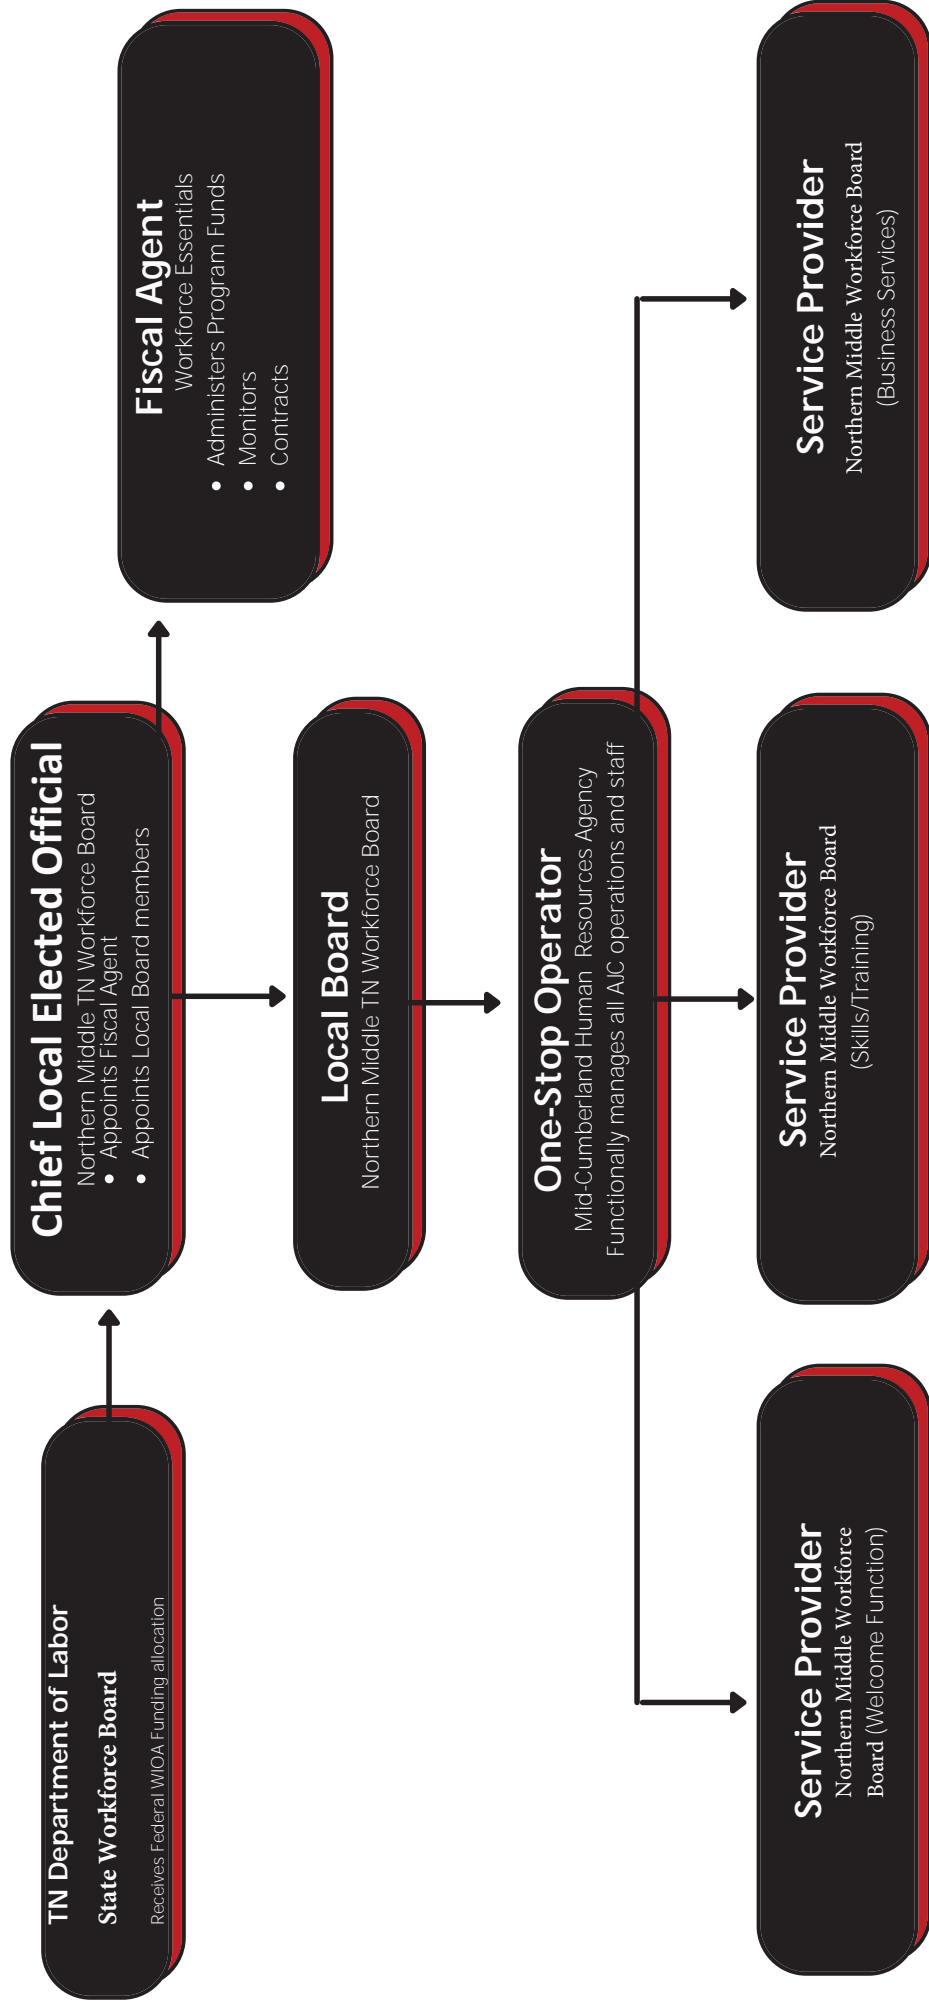 TN Department of Labor
State Workforce Board
Receives Federal WIOA Funding allocation
Chief Local Elected Official
Northern Middle TN Workforce Board
• Appoints Fiscal Agent
• Appoints Local Board members
Fiscal Agent
Workforce Essentials
• Administers Program Funds
• Monitors
• Contracts
Local Board
Northern Middle TN Workforce Board
One-Stop Operator
Mid-Cumberland Human Resources Agency
Functionally manages all AJC operations and staff
Service Provider
Northern Middle Workforce
Board (Welcome Function)
Service Provider
Northern Middle Workforce Board
(Skills/Training)
Service Provider
Northern Middle Workforce Board
(Business Services)